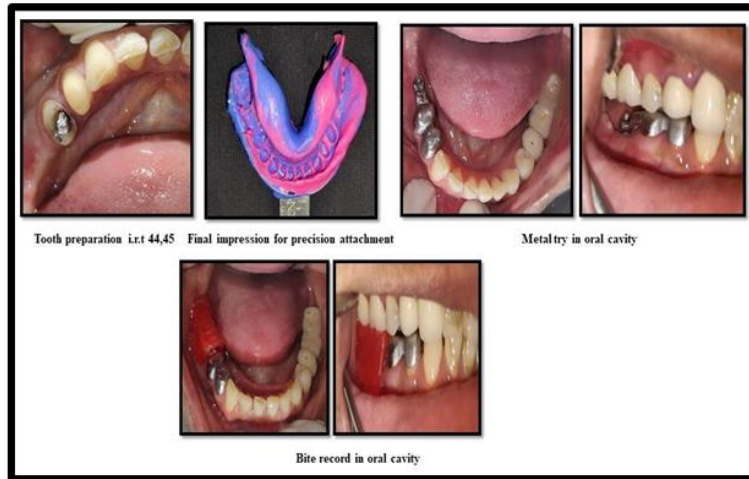 Tooth preparation i.r.t 44,45
Final impression for precision attachment
Metal try in oral cavity
Bite record in oral cavity